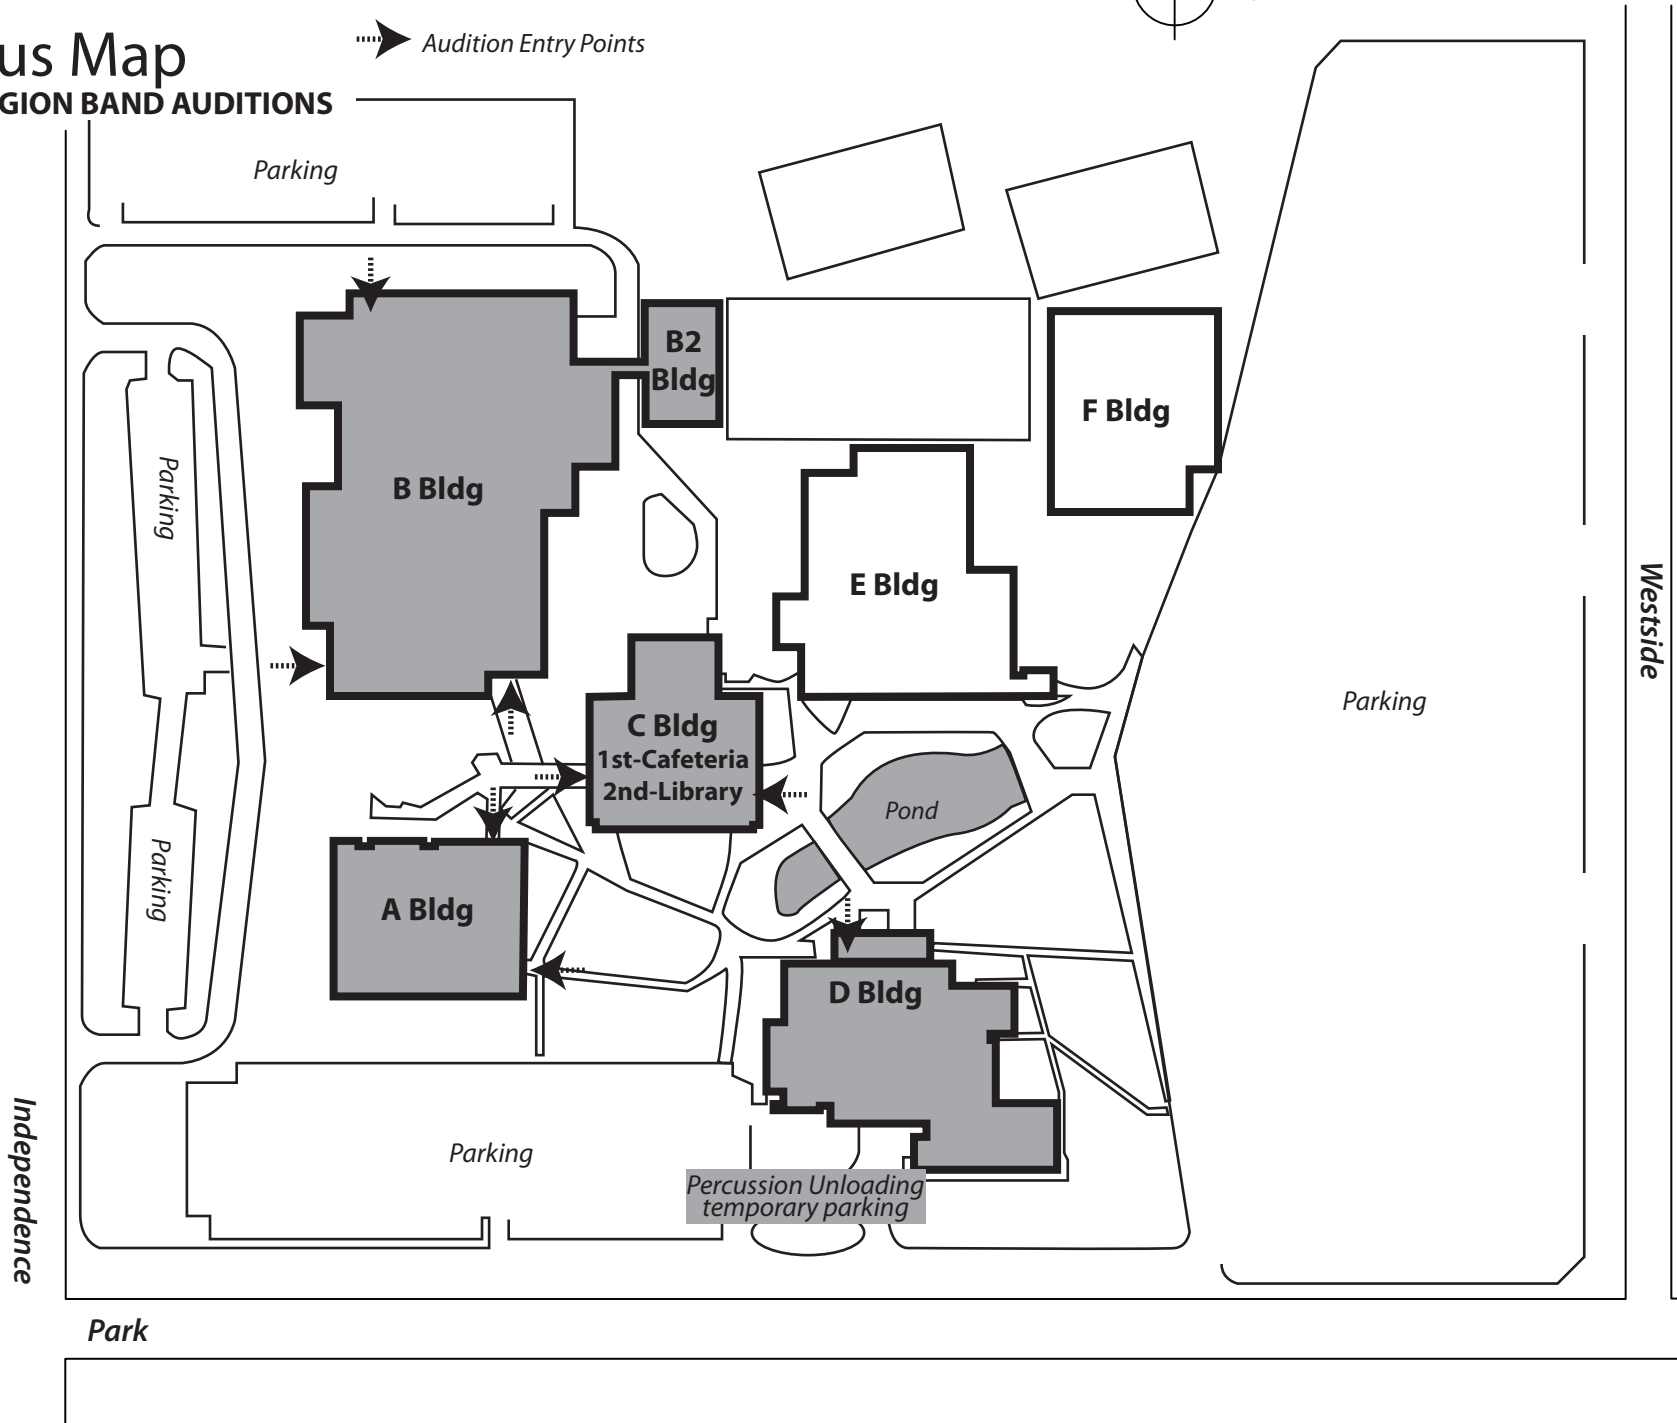 us Map
GION BAND AUDITIONS
Audition Entry Points
Parking
B2
Bldg
F Bldg
Parking
B Bldg
E Bldg
Westside
Parking
C Bldg
1st-Cafeteria
2nd-Library
Pond
Parking
A Bldg
D Bldg
Independence
Parking
Percussion Unloading
temporary parking
Park